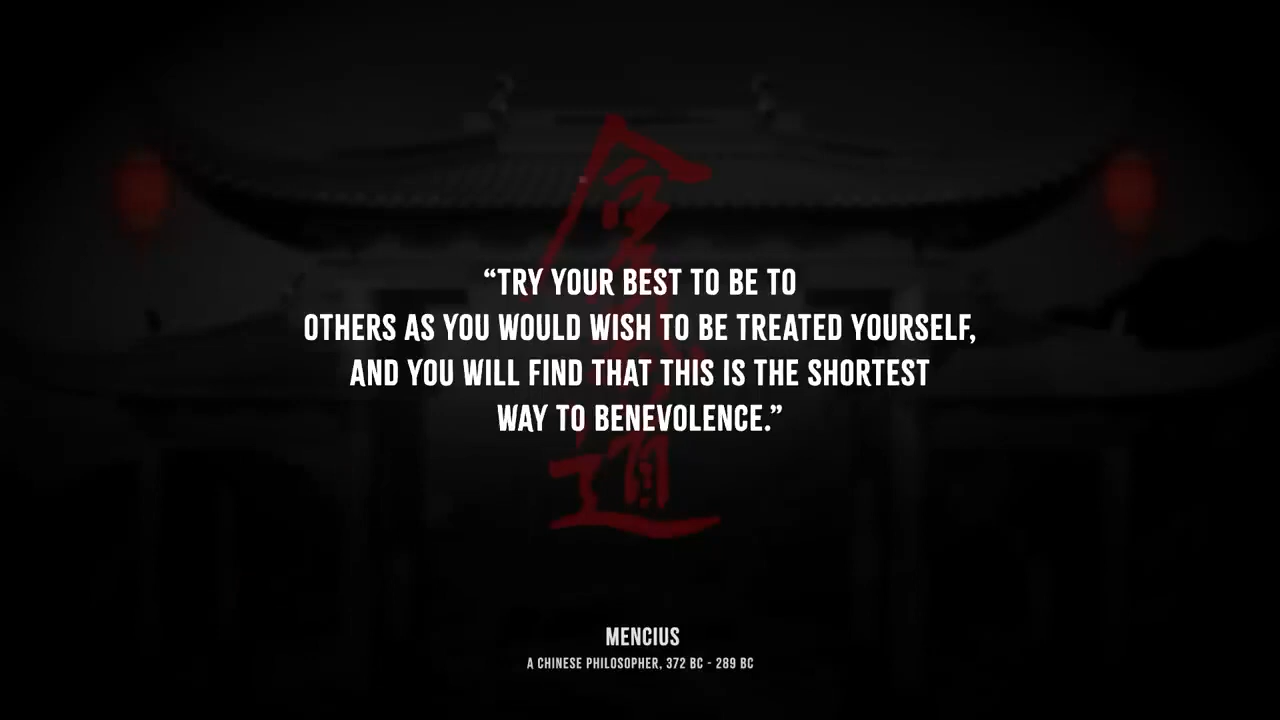 “TRY YOUR BEST TO BE TO
OTHERS AS YOU WOULD WISH TO BE TREATED YOURSELF,
AND YOU WILL FIND THAT THIS IS THE SHORTEST
WAY TO BENEVOLENCE.”
道
MENCIUS
A CHINESE PHILOSOPHER, 372 BC - 289 BC